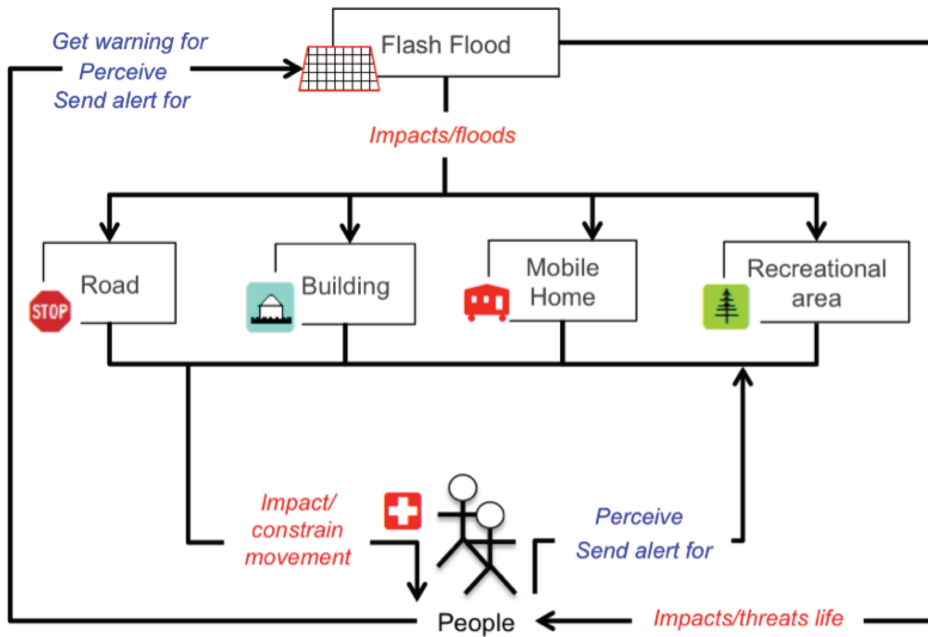 Get warning for
Perceive
Send alert for
Flash Flood
Impacts/floods
Road
STOP
Building
Mobile
Home
Recreational
area
Impact/
constrain
movement
Perceive
Send alert for
People
Impacts/threats life